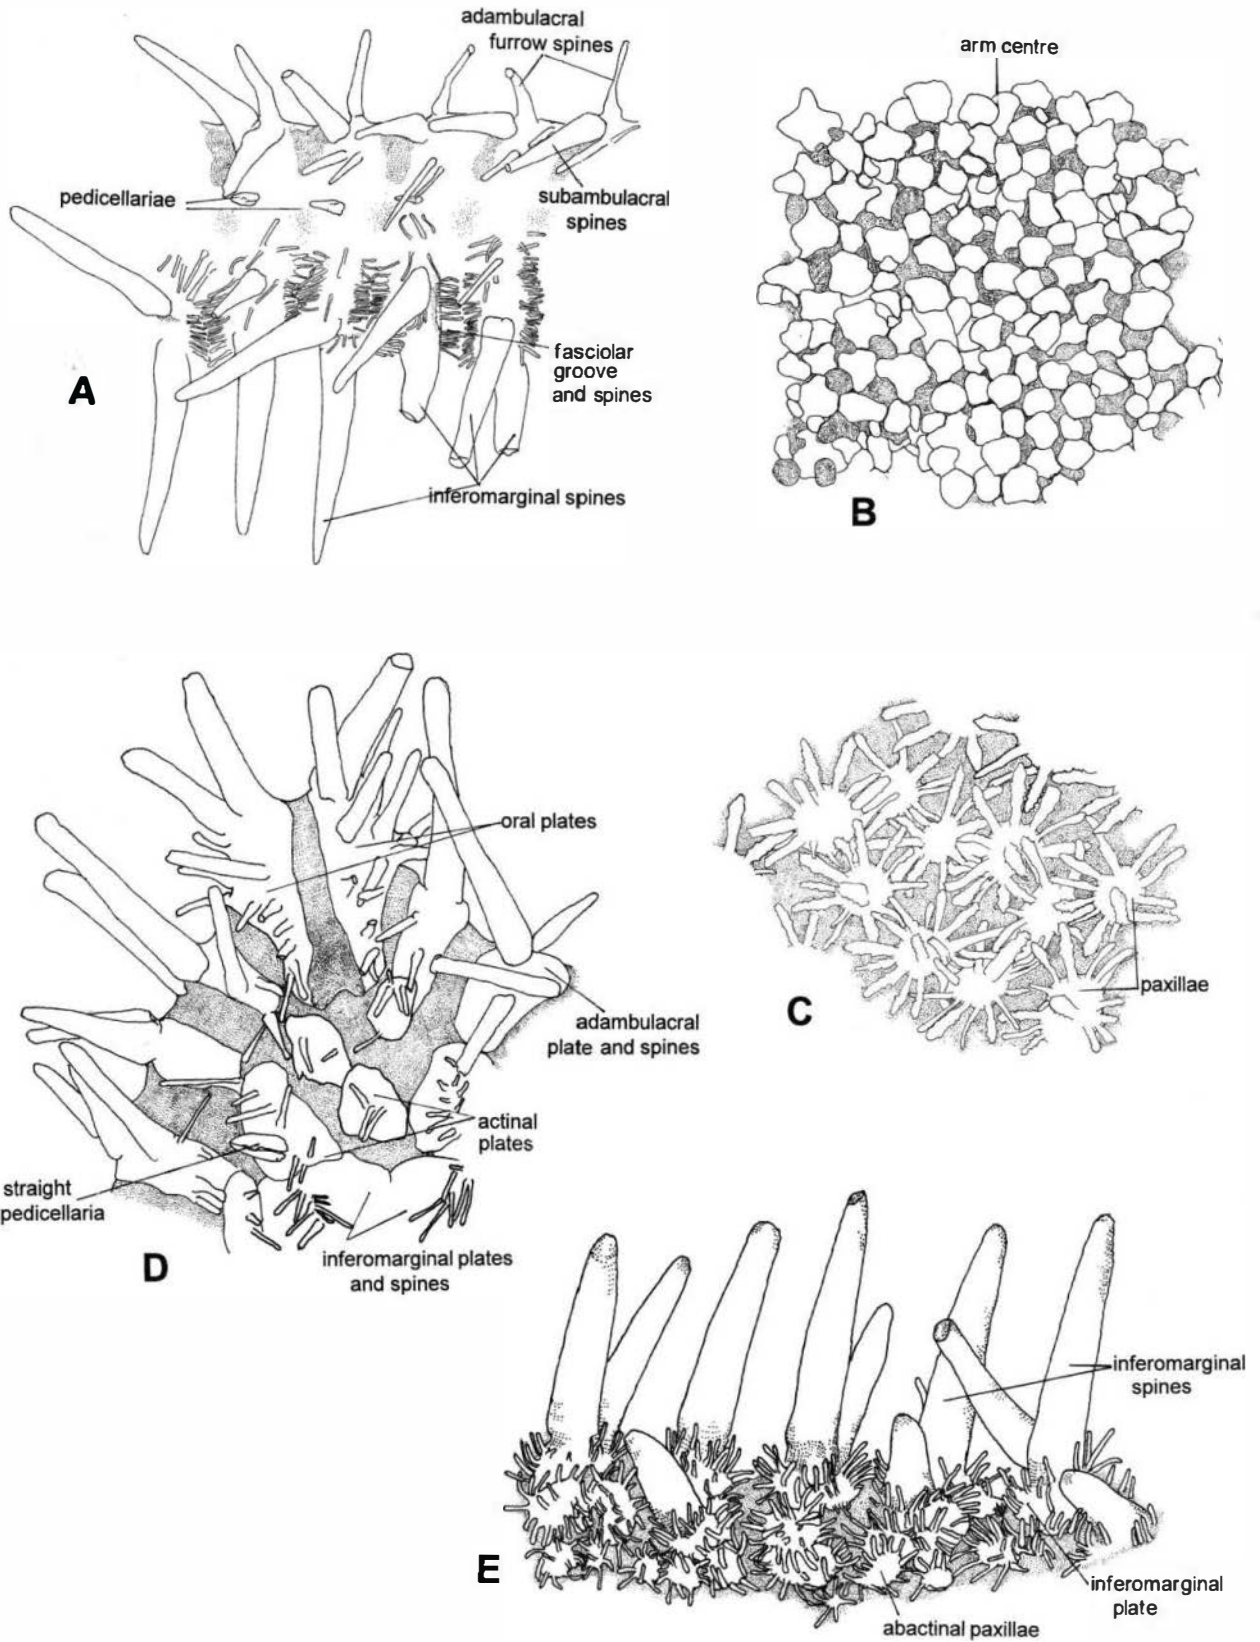 adambulacral
furrow spines
pedicellariae
subambulacral
spines
fasciolar
groove
and spines
inferomarginal spines
A
arm centre
B
oral plates
adambulacral
plate and spines
actinal
plates
straight
pedicellaria
inferomarginal plates
and spines
D
paxillae
C
inferomarginal
spines
inferomarginal
plate
abactinal paxillae
E